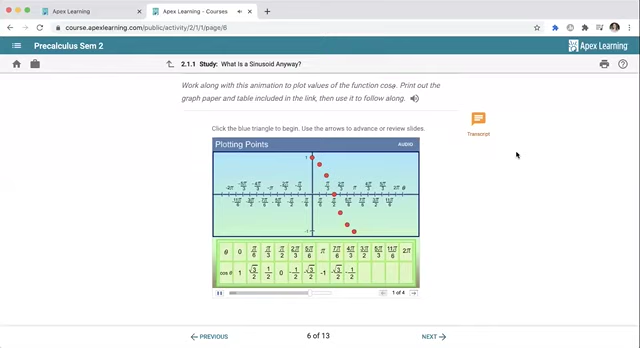 Apex Learning
Apex Learning - Courses
course.apexlearning.com/public/activity/2/1/1/page/6
Precalculus Sem 2
Apex Learning
2.1.1 Study: What Is a Sinusoid Anyway?
Work along with this animation to plot values of the function cosθ. Print out the
graph paper and table included in the link, then use it to follow along.
Transcript
Click the blue triangle to begin. Use the arrows to advance or review slides.
Plotting Points
AUDIO
1
-1
θ 0 π/6 π/3 π/2 2π/3 5π/6 π 7π/6 4π/3 3π/2 5π/3 11π/6 2π
cos θ 1 √3/2 1/2 0 -1/2 -√3/2 -1 -√3/2 -1/2
1 of 4
PREVIOUS
6 of 13
NEXT